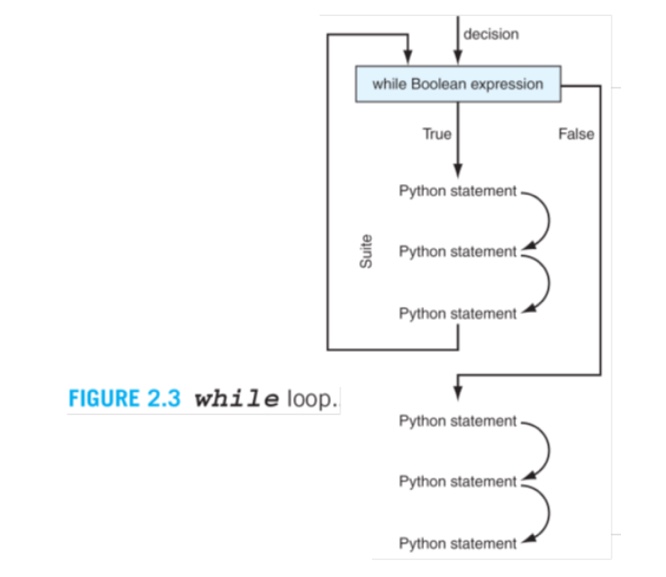 decision
while Boolean expression
True
False
Python statement
Suite
Python statement
Python statement
FIGURE 2.3 while loop.
Python statement
Python statement
Python statement